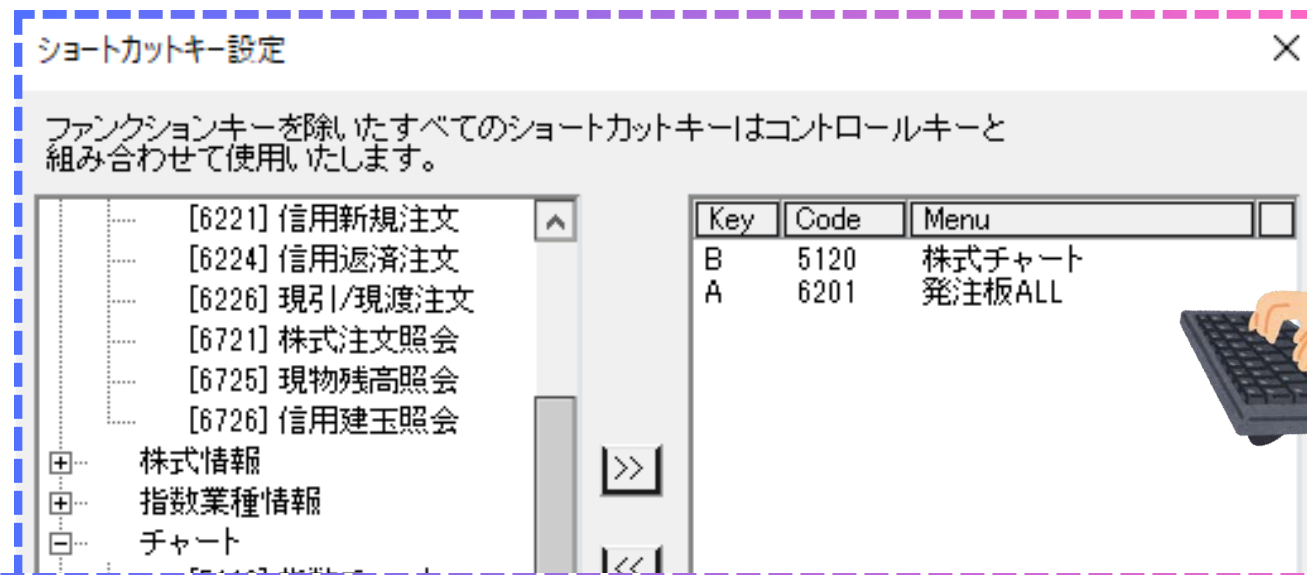 ショートカットキー設定
ファンクションキーを除いたすべてのショートカットキーはコントロールキーと
組み合わせて使用いたします。
[6221] 信用新規注文
[6224] 信用返済注文
[6226] 現引/現渡注文
[6721] 株式注文照会
[6725] 現物残高照会
[6726] 信用建玉照会
株式情報
指数業種情報
チャート
>>
<<
Key Code Menu
B 5120 株式チャート
A 6201 発注板ALL